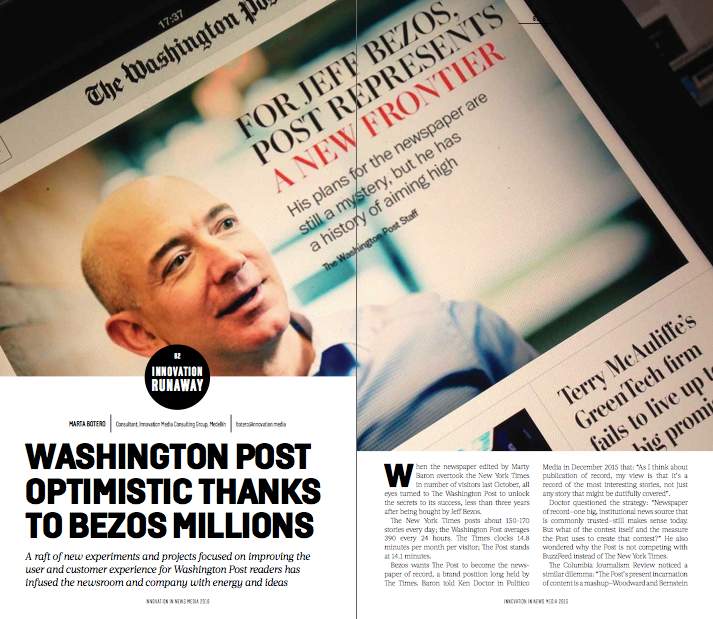 17:37
The Washington Pos
FOR JEFF BEZOS,
POST REPRESENTS
A NEW FRONTIER
His plans for the newspaper are
still a mystery, but he has
a history of aiming high
The Washington Post Staff
Terry McAuliffe's
GreenTech firm
fails to live up t
big promi
62
INNOVATION
RUNAWAY
MARTA BOTERO
Consultant, Innovation Media Consulting Group, Medellín
botero@innovation.media
WASHINGTON POST
OPTIMISTIC THANKS
TO BEZOS MILLIONS
A raft of new experiments and projects focused on improving the
user and customer experience for Washington Post readers has
infused the newsroom and company with energy and ideas
INNOVATION IN NEWS MEDIA 2016
When the newspaper edited by Marty
Baron overtook the New York Times
in number of visitors last October, all
eyes turned to The Washington Post to unlock
the secrets to its success, less than three years
after being bought by Jeff Bezos.
The New York Times posts about 150-170
stories every day; the Washington Post averages
390 every 24 hours. The Times clocks 14.8
minutes per month per visitor; The Post stands
at 14.1 minutes.
Bezos wants The Post to become the news-
paper of record, a brand position long held by
The Times. Baron told Ken Doctor in Politico
Media in December 2015 that: "As I think about
publication of record, my view is that it's a
record of the most interesting stories, not just
any story that might be dutifully covered".
Doctor questioned the strategy: "Newspaper
of record—one big, institutional news source that
is commonly trusted—still makes sense today.
But what of the contest itself and the measure
the Post uses to create that contest?" He also
wondered why the Post is not competing with
BuzzFeed instead of The New York Times.
The Columbia Journalism Review noticed a
similar dilemma: "The Post's present incarnation
of content is a mashup—Woodward and Bernstein
INNOVATION IN NEWS MEDIA 2016